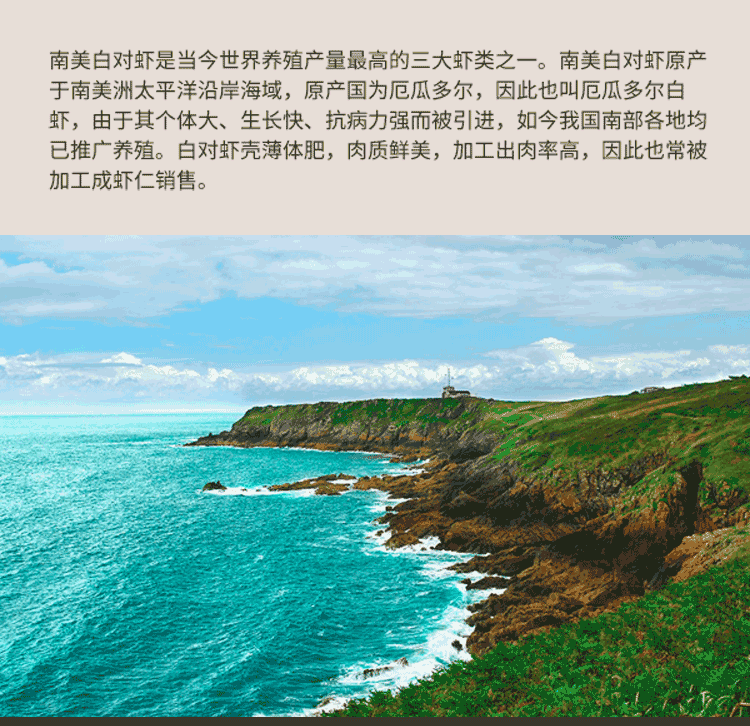 南美白对虾是当今世界养殖产量最高的三大虾类之一。南美白对虾原产
于南美洲太平洋沿岸海域，原产国为厄瓜多尔，因此也叫厄瓜多尔白
虾，由于其个体大、生长快、抗病力强而被引进，如今我国南部各地均
已推广养殖。白对虾壳薄体肥，肉质鲜美，加工出肉率高，因此也常被
加工成虾仁销售。